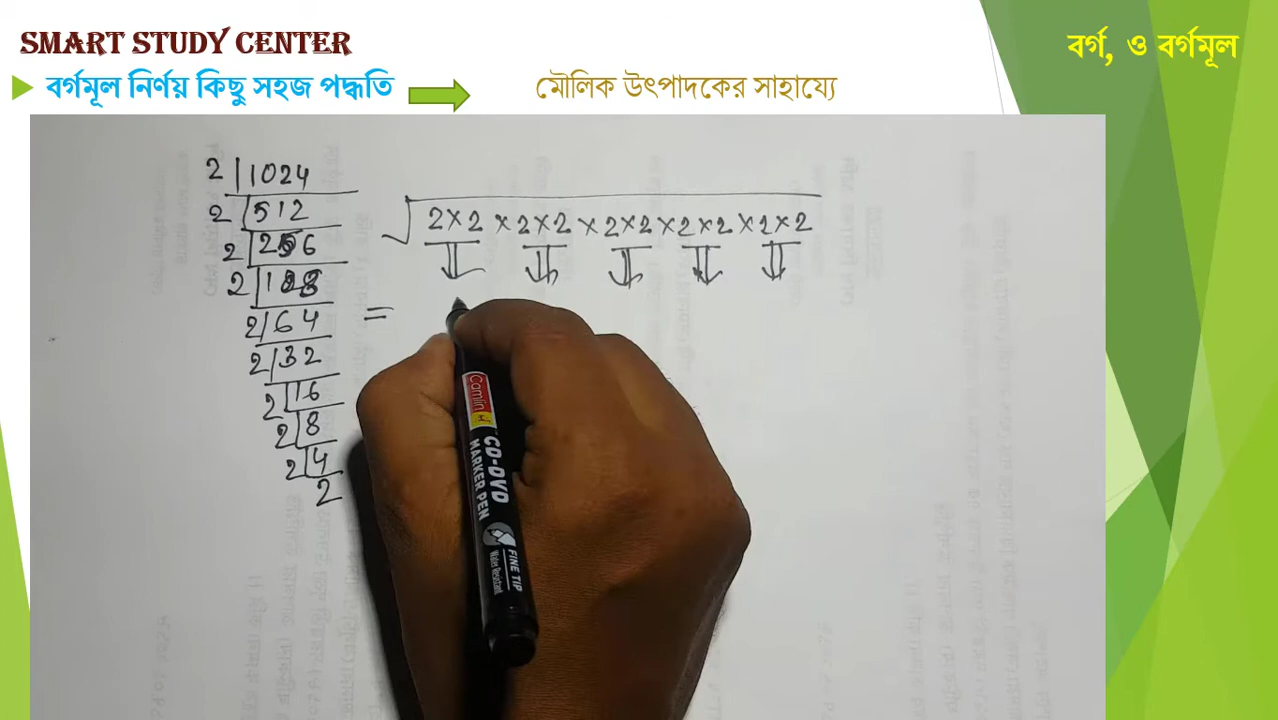 SMART STUDY CENTER
বর্গ, ও বর্গমূল
বর্গমূল নির্ণয় কিছু সহজ পদ্ধতি
মৌলিক উৎপাদকের সাহায্যে
2 | 1024
2 | 512
2 | 256
2 | 128
2 | 64
2 | 32
2 | 16
2 | 8
2 | 4
2
√ 2×2 × 2×2 × 2×2 × 2×2 × 2×2
=
Camlin
CD-DVD
MARKER PEN
FINE TIP
Water Resistant